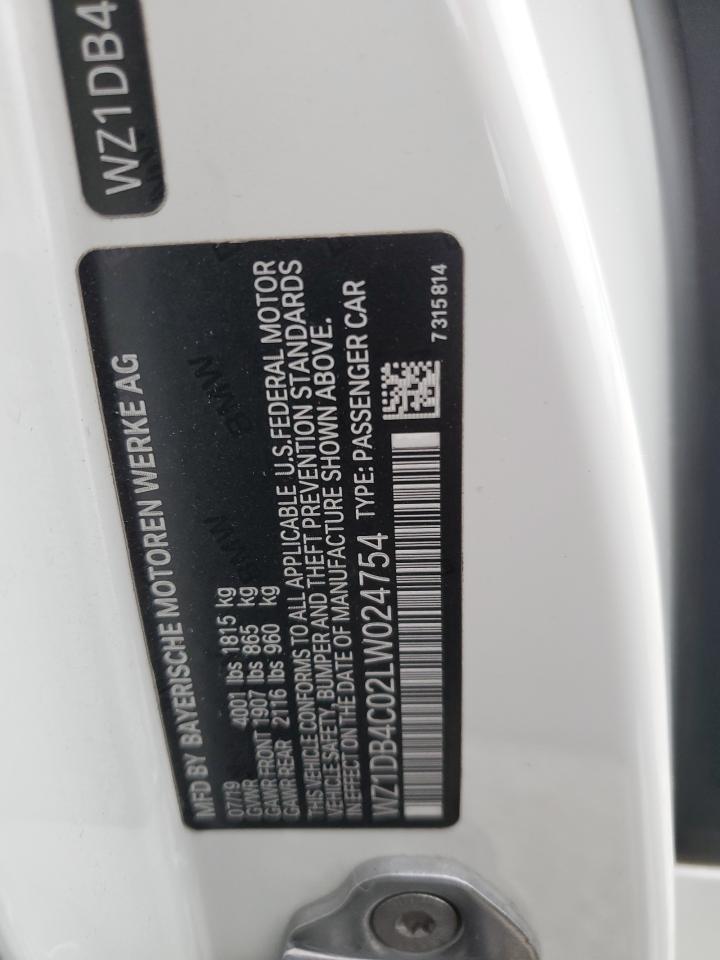 WZ1DB4
MFD BY BAYERISCHE MOTOREN WERKE AG
07/19
GVWR 4001 lbs 1815 kg
GAWR FRONT 1907 lbs 865 kg
GAWR REAR 2116 lbs 960 kg
THIS VEHICLE CONFORMS TO ALL APPLICABLE U.S.FEDERAL MOTOR
VEHICLE SAFETY, BUMPER AND THEFT PREVENTION STANDARDS
IN EFFECT ON THE DATE OF MANUFACTURE SHOWN ABOVE.
WZ1DB4C02LW024754 TYPE: PASSENGER CAR
7315814
BMW
BMW